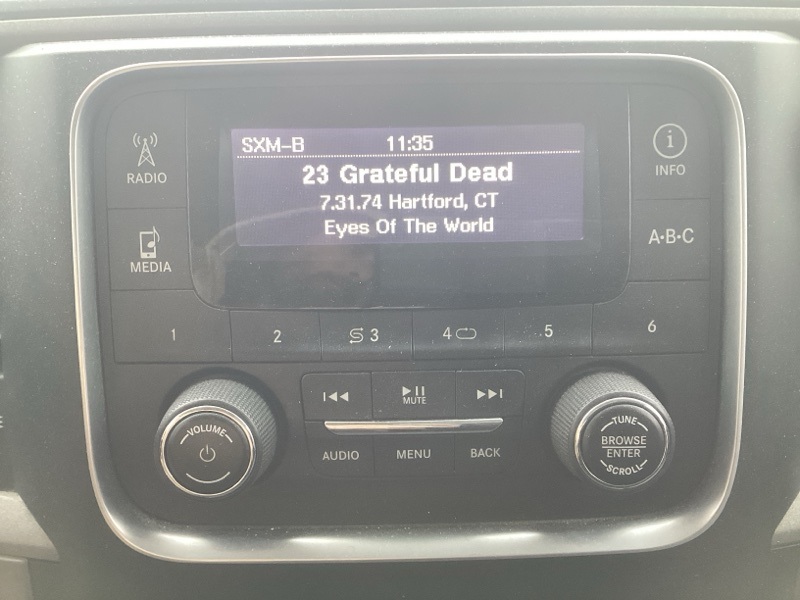 SXM-B 11:35
23 Grateful Dead
7.31.74 Hartford, CT
Eyes Of The World
RADIO
MEDIA
i
INFO
A·B·C
1 2 3 4 5 6
MUTE
AUDIO MENU BACK
VOLUME
TUNE
BROWSE
ENTER
SCROLL